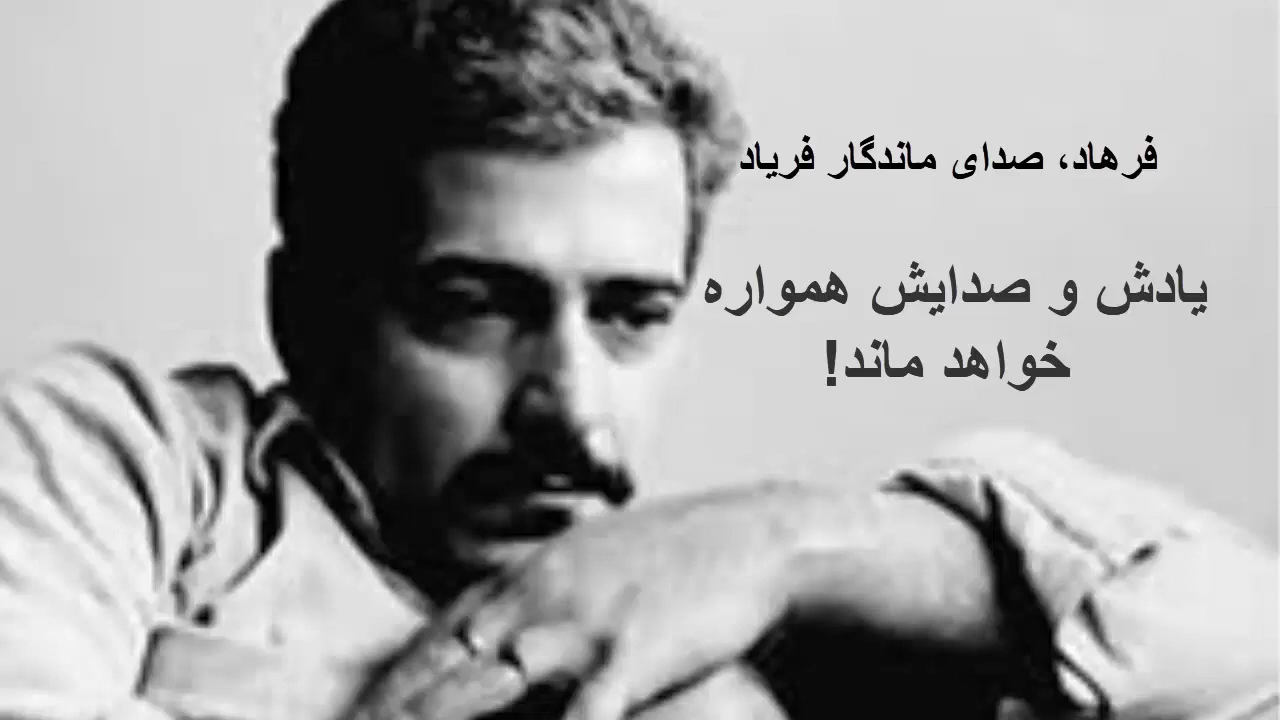 فرهاد، صدای ماندگار فریاد
یادش و صدایش همواره
خواهد ماند!